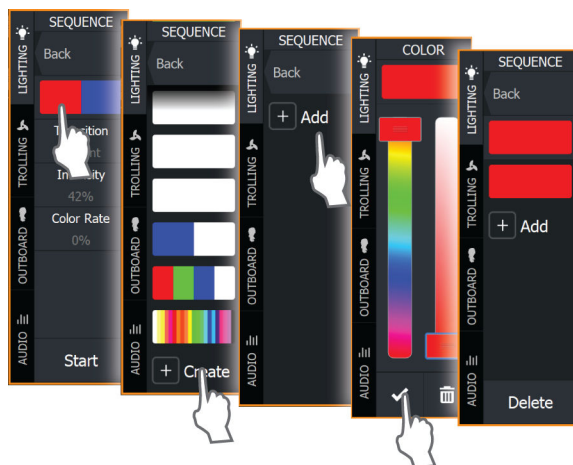 SEQUENCE
Back
Transition
Intensity
42%
Color Rate
0%
Start
LIGHTING
TROLLING
OUTBOARD
AUDIO
SEQUENCE
Back
Create
LIGHTING
TROLLING
OUTBOARD
AUDIO
SEQUENCE
Back
Add
LIGHTING
TROLLING
OUTBOARD
AUDIO
COLOR
LIGHTING
TROLLING
OUTBOARD
AUDIO
SEQUENCE
Back
Add
Delete
LIGHTING
TROLLING
OUTBOARD
AUDIO